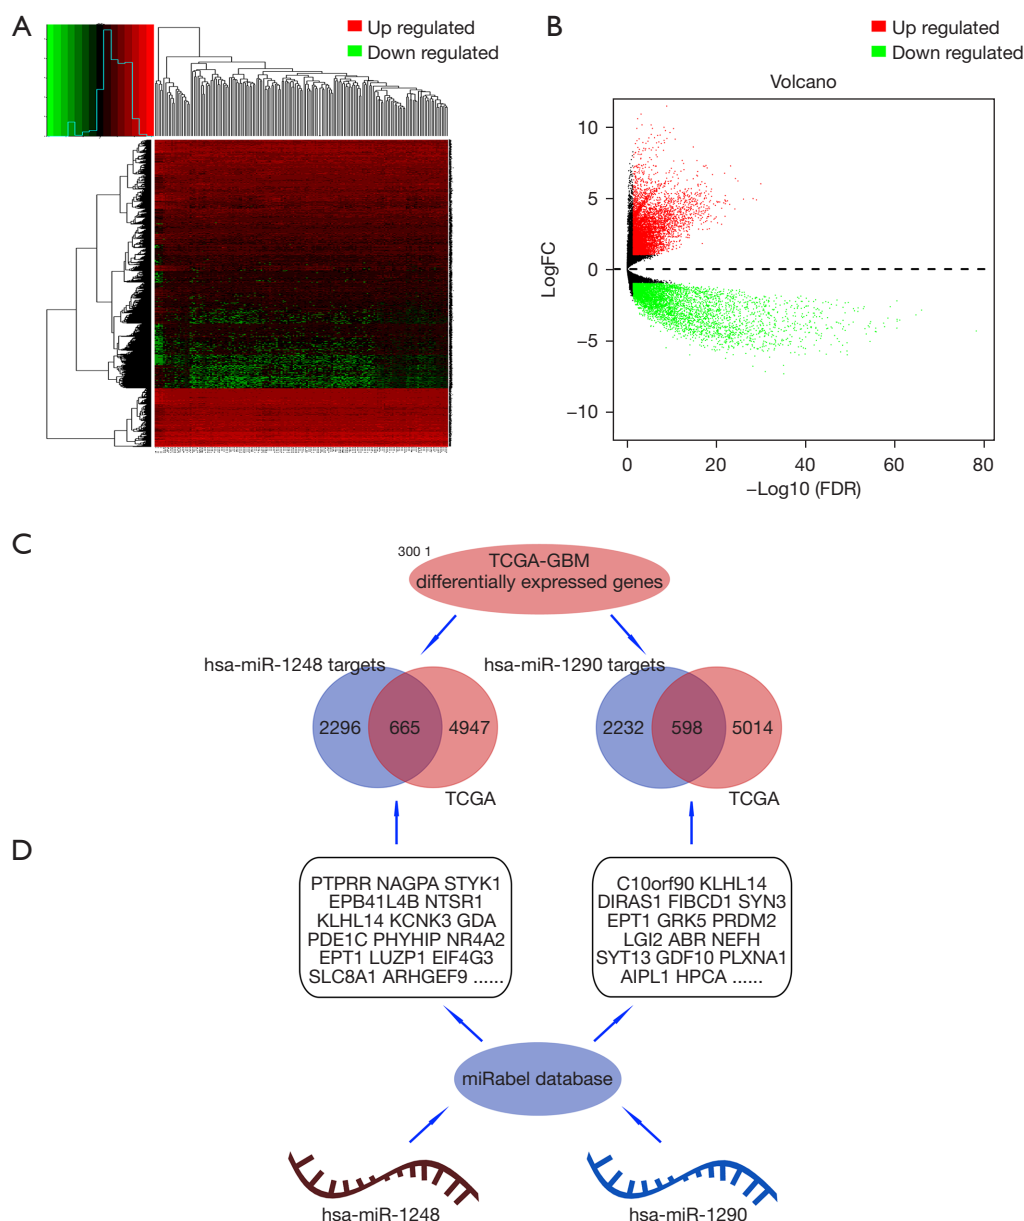 A
Up regulated
Down regulated
B
Up regulated
Down regulated
Volcano
10
5
0
−5
−10
LogFC
0 20 40 60 80
−Log10 (FDR)
C
300 1
TCGA-GBM
differentially expressed genes
hsa-miR-1248 targets
2296 665 4947
TCGA
hsa-miR-1290 targets
2232 598 5014
TCGA
D
PTPRR NAGPA STYK1
EPB41L4B NTSR1
KLHL14 KCNK3 GDA
PDE1C PHYHIP NR4A2
EPT1 LUZP1 EIF4G3
SLC8A1 ARHGEF9 ......
C10orf90 KLHL14
DIRAS1 FIBCD1 SYN3
EPT1 GRK5 PRDM2
LGI2 ABR NEFH
SYT13 GDF10 PLXNA1
AIPL1 HPCA ......
miRabel database
hsa-miR-1248
hsa-miR-1290